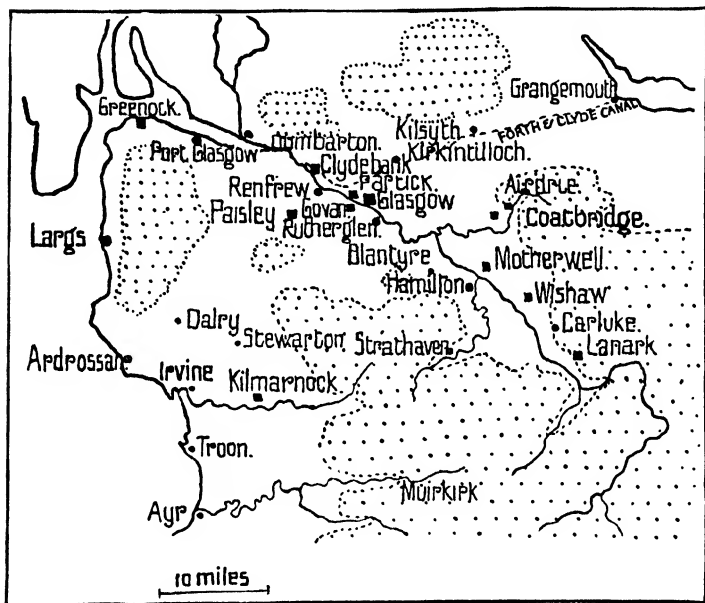 Grangemouth
Greenock.
FORTH & CLYDE CANAL
Kilsyth.
Dumbarton.
Port Glasgow
Kirkintilloch.
Clydebank
Partick.
Airdrie.
Renfrew
Glasgow
Paisley
Govan.
Coatbridge.
Rutherglen.
Largs
Blantyre
Motherwell.
Hamilton
Wishaw
Dalry
Carluke.
Stewarton
Strathaven
Lanark
Ardrossan
Irvine
Kilmarnock
Troon.
Muirkirk
Ayr
10 miles